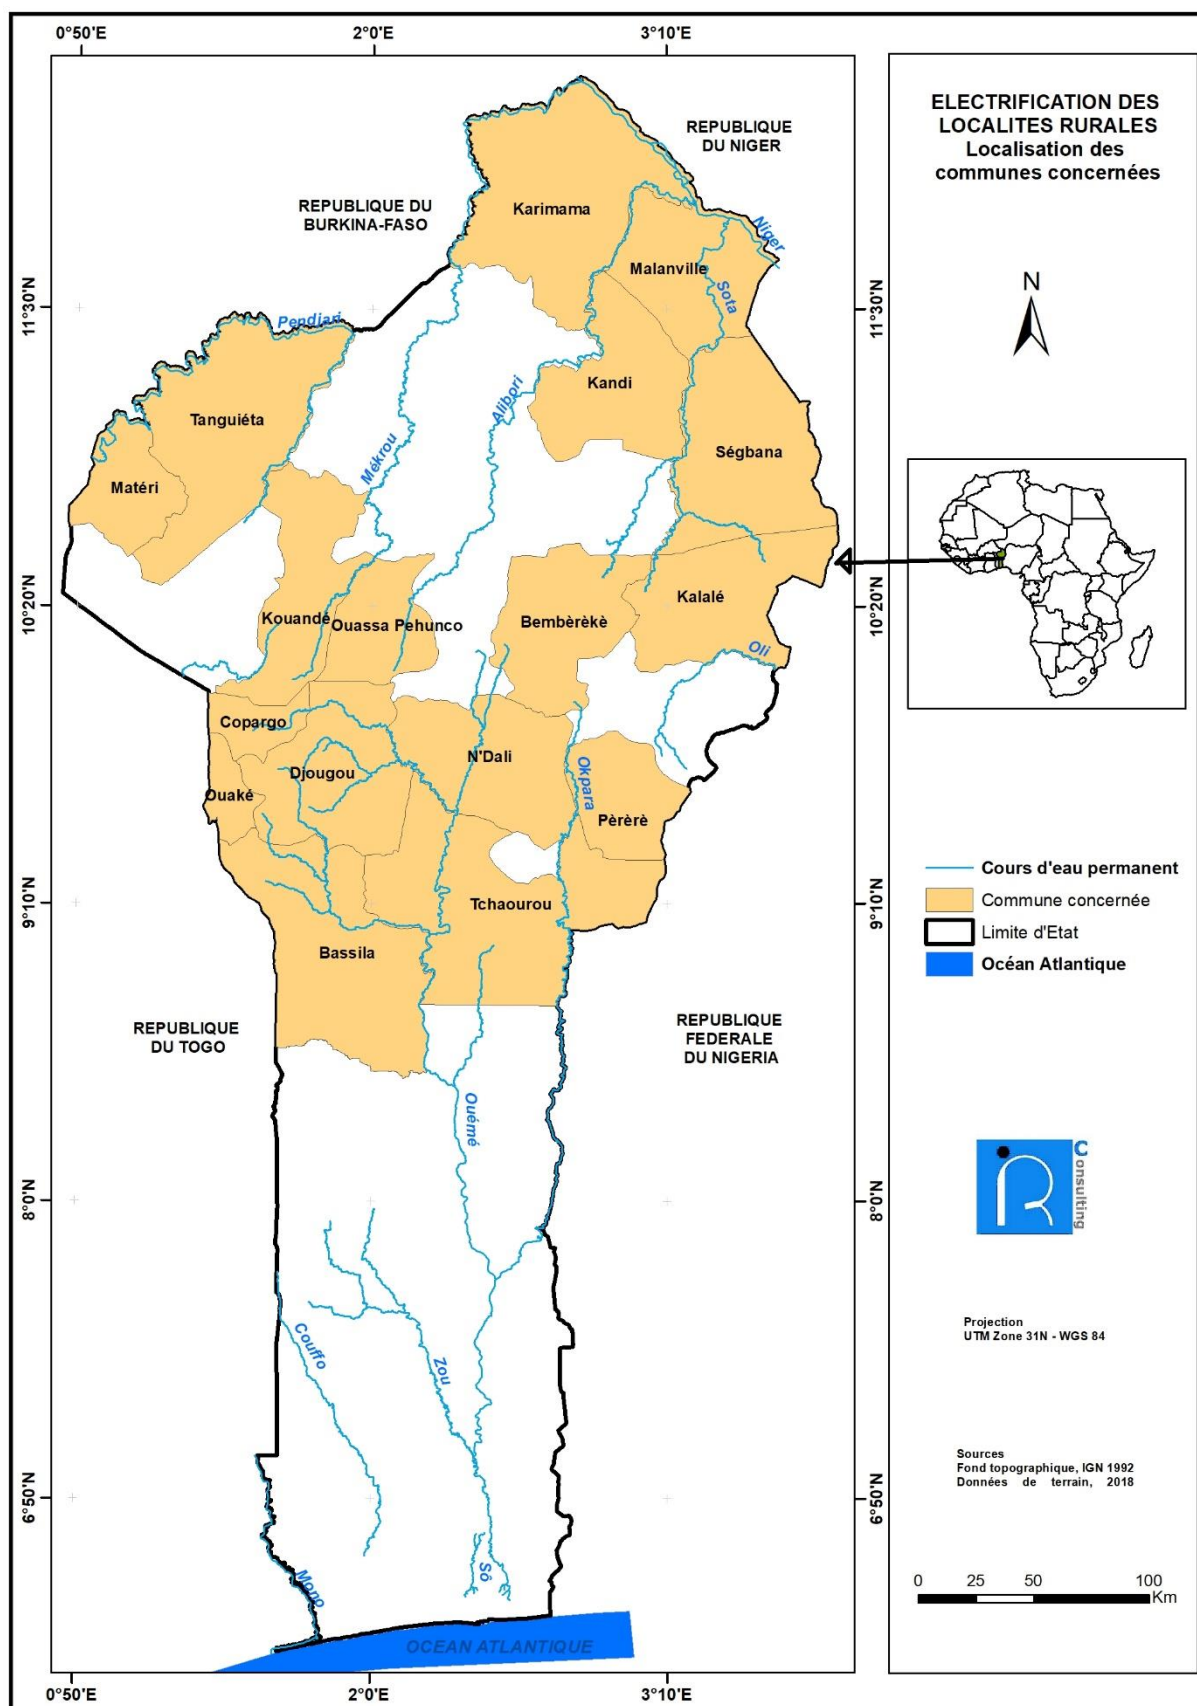 0°50'E
2°0'E
3°10'E
ELECTRIFICATION DES
LOCALITES RURALES
Localisation des
communes concernées
REPUBLIQUE
DU NIGER
REPUBLIQUE DU
BURKINA-FASO
Karimama
Niger
Malanville
Sota
N
11°30'N
11°30'N
Pendjari
Kandi
Alibori
Tanguiéta
Mékrou
Ségbana
Matéri
10°20'N
10°20'N
Kouandé
Ouassa Pehunco
Bembèrèkè
Kalalé
Oli
Copargo
N'Dali
Djougou
Okpara
Ouaké
Pèrèrè
Cours d'eau permanent
Commune concernée
Limite d'Etat
Océan Atlantique
9°10'N
9°10'N
Tchaourou
Bassila
REPUBLIQUE
DU TOGO
REPUBLIQUE
FEDERALE
DU NIGERIA
Ouémé
iR
Consulting
8°0'N
8°0'N
Projection
UTM Zone 31N - WGS 84
Couffo
Zou
Sources
Fond topographique, IGN 1992
Données de terrain, 2018
6°50'N
6°50'N
Mono
Sô
0 25 50 100
Km
OCEAN ATLANTIQUE
0°50'E
2°0'E
3°10'E